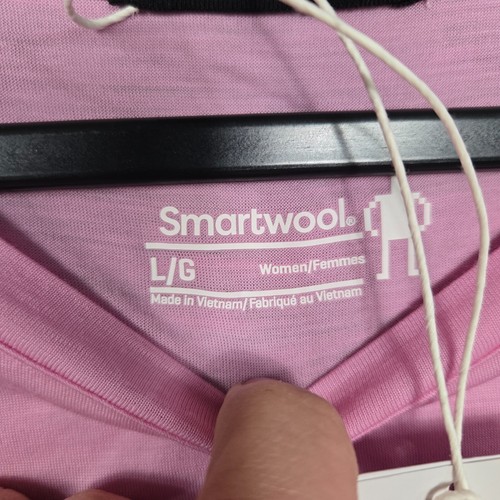 Smartwool®
L/G Women/Femmes
Made in Vietnam/Fabriqué au Vietnam